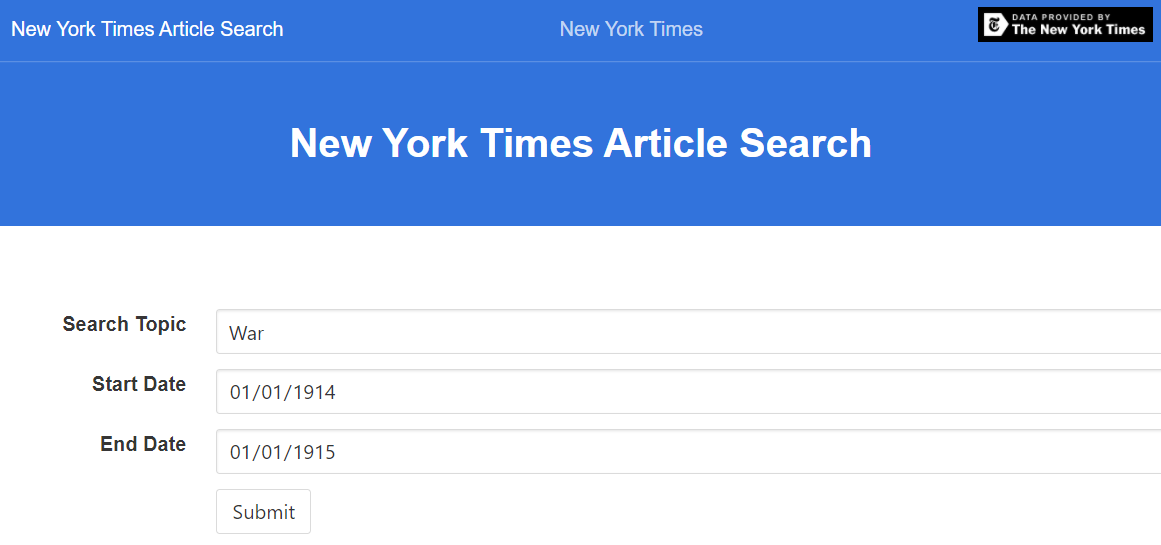 New York Times Article Search
New York Times
DATA PROVIDED BY
The New York Times
New York Times Article Search
Search Topic
War
Start Date
01/01/1914
End Date
01/01/1915
Submit